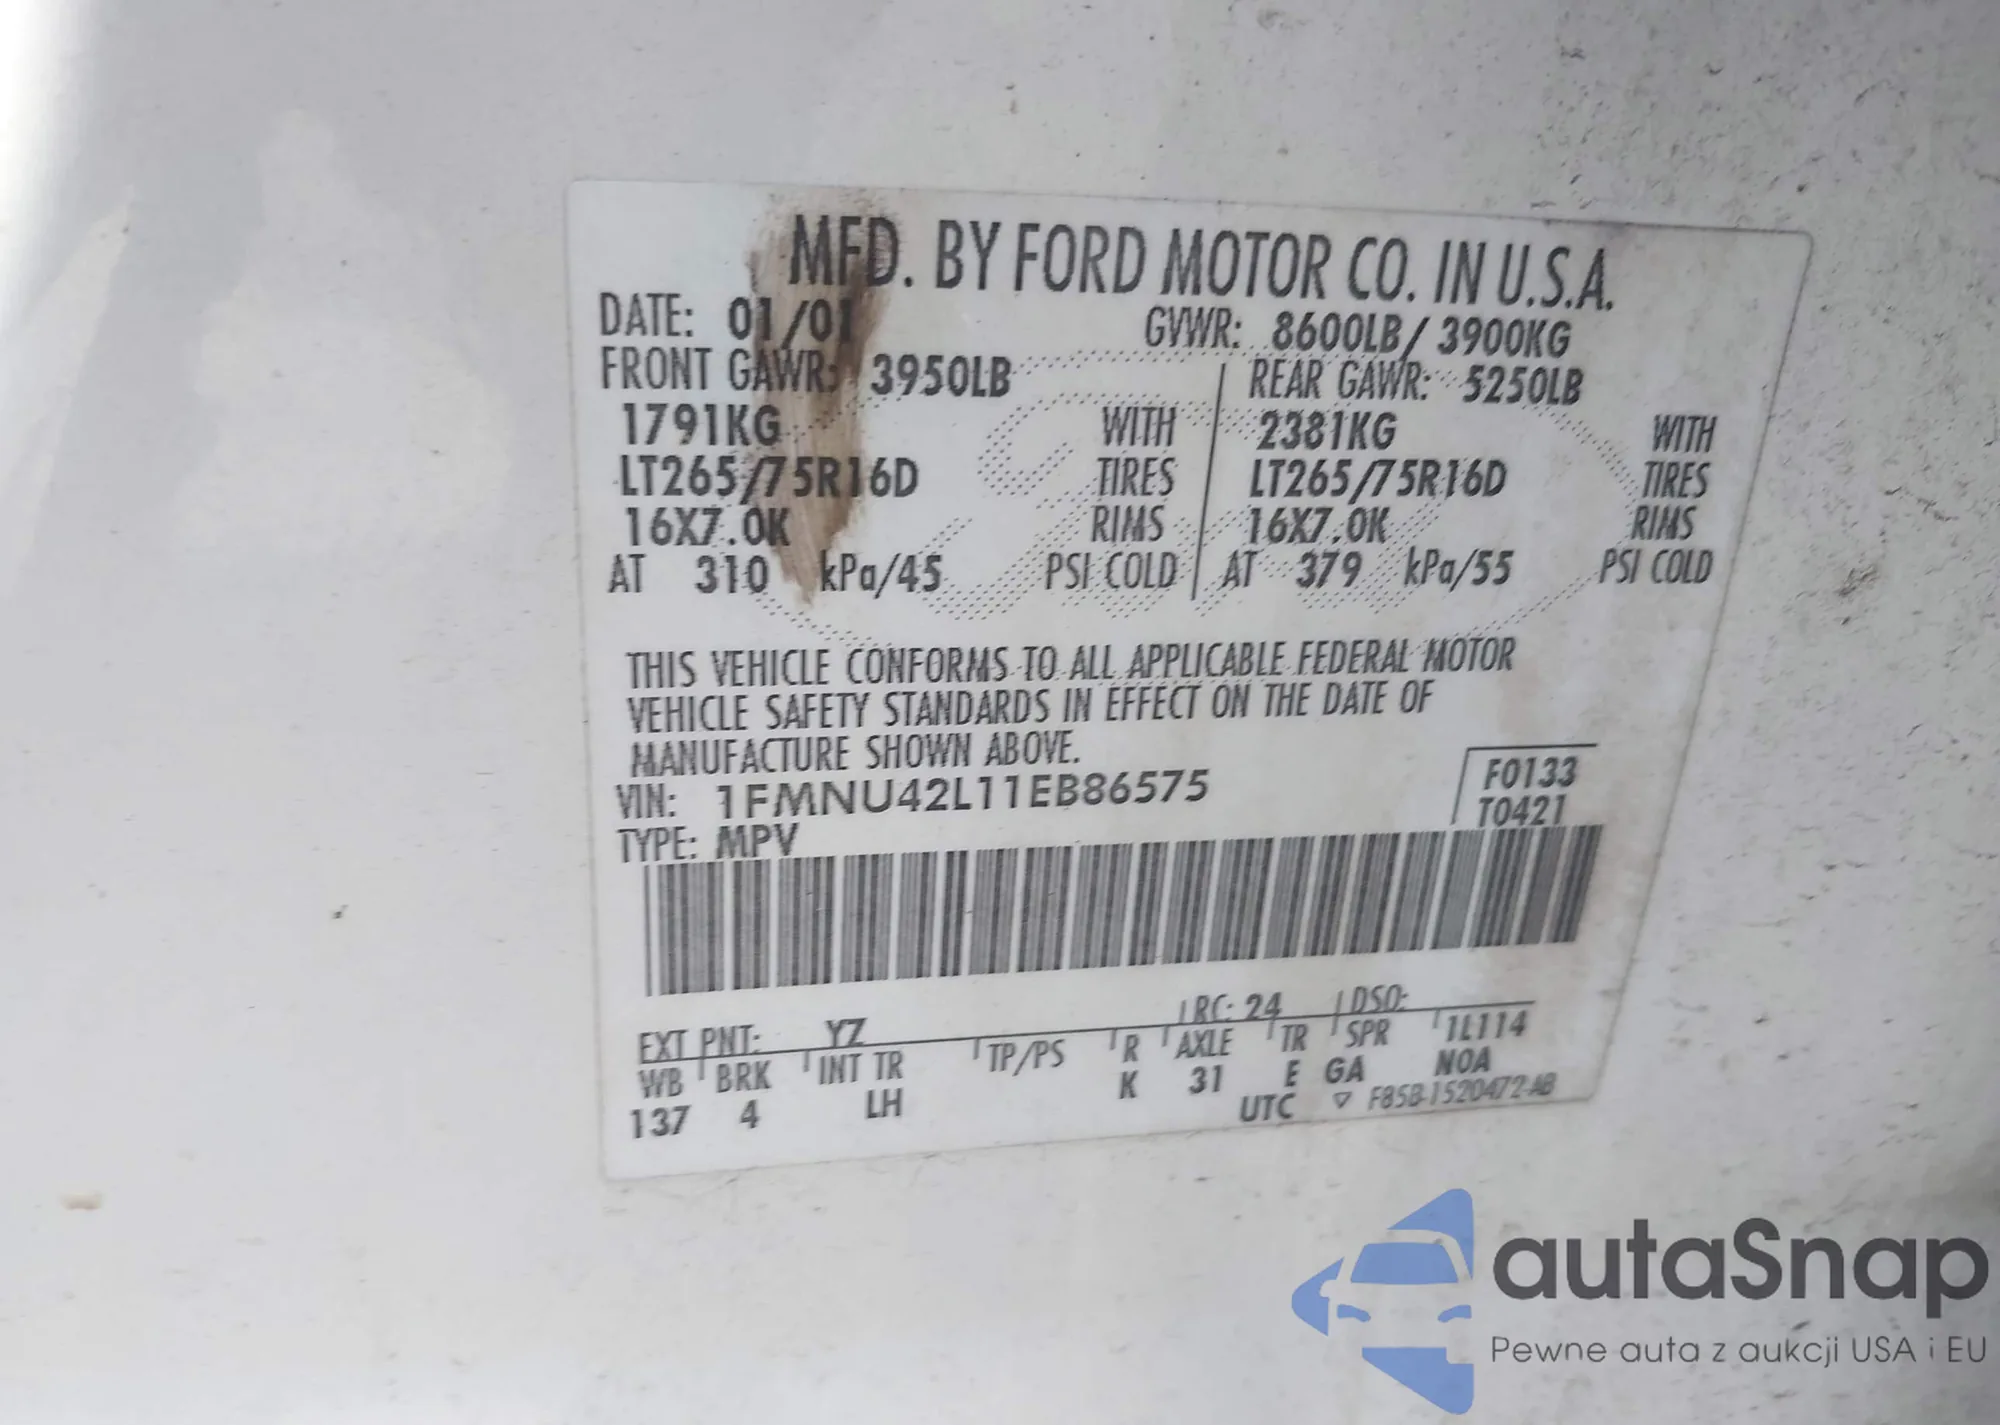 MFD. BY FORD MOTOR CO. IN U.S.A.
DATE: 01/01 GVWR: 8600LB/ 3900KG
FRONT GAWR: 3950LB REAR GAWR: 5250LB
1791KG WITH 2381KG WITH
LT265/75R16D TIRES LT265/75R16D TIRES
16X7.0K RIMS 16X7.0K RIMS
AT 310 kPa/45 PSI COLD AT 379 kPa/55 PSI COLD
THIS VEHICLE CONFORMS TO ALL APPLICABLE FEDERAL MOTOR
VEHICLE SAFETY STANDARDS IN EFFECT ON THE DATE OF
MANUFACTURE SHOWN ABOVE.
VIN: 1FMNU42L11EB86575 F0133
TYPE: MPV T0421
EXT PNT: YZ RC: 24 DSO:
WB BRK INT TR TP/PS R AXLE TR SPR 1L114
137 4 LH K 31 E GA N0A
UTC ▽ F85B-1520472-AB
autaSnap
Pewne auta z aukcji USA i EU